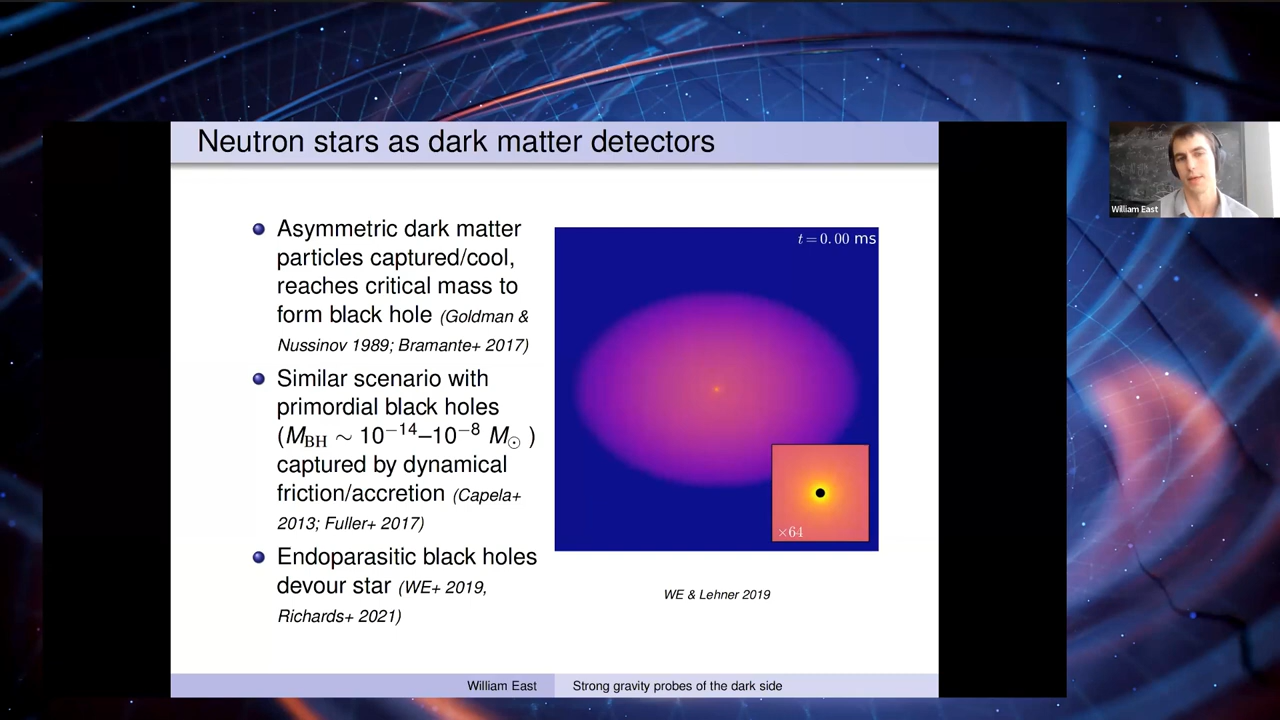 Neutron stars as dark matter detectors
Asymmetric dark matter
particles captured/cool,
reaches critical mass to
form black hole (Goldman &
Nussinov 1989; Bramante+ 2017)
Similar scenario with
primordial black holes
(M_BH ∼ 10⁻¹⁴–10⁻⁸ M_⊙ )
captured by dynamical
friction/accretion (Capela+
2013; Fuller+ 2017)
Endoparasitic black holes
devour star (WE+ 2019,
Richards+ 2021)
t = 0.00 ms
×64
WE & Lehner 2019
William East
Strong gravity probes of the dark side
William East